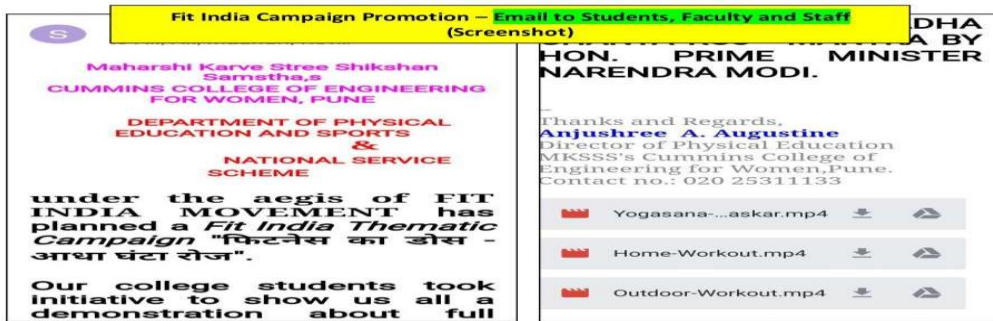 Fit India Campaign Promotion – Email to Students, Faculty and Staff
(Screenshot)
S
Maharshi Karve Stree Shikshan
Samstha,s
CUMMINS COLLEGE OF ENGINEERING
FOR WOMEN, PUNE
DEPARTMENT OF PHYSICAL
EDUCATION AND SPORTS
&
NATIONAL SERVICE
SCHEME
under the aegis of FIT
INDIA MOVEMENT has
planned a Fit India Thematic
Campaign "फिटनेस का डोस -
आधा घंटा रोज".
Our college students took
initiative to show us all a
demonstration about full
DHA
BY
HON. PRIME MINISTER
NARENDRA MODI.
--
Thanks and Regards,
Anjushree A. Augustine
Director of Physical Education
MKSSS's Cummins College of
Engineering for Women,Pune.
Contact no.: 020 25311133
Yogasana-...askar.mp4
Home-Workout.mp4
Outdoor-Workout.mp4